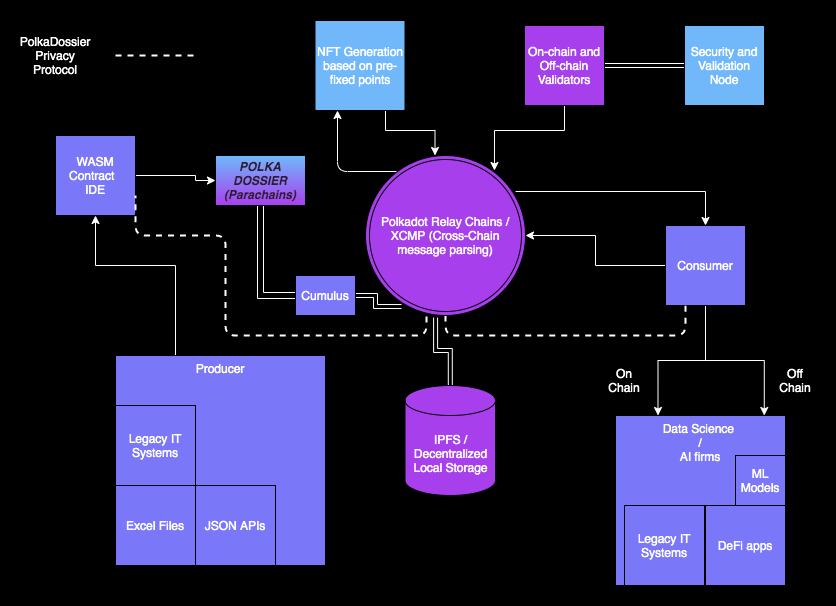 PolkaDossier
Privacy
Protocol
NFT Generation
based on pre-
fixed points
On-chain and
Off-chain
Validators
Security and
Validation
Node
WASM
Contract
IDE
POLKA
DOSSIER
(Parachains)
Polkadot Relay Chains /
XCMP (Cross-Chain
message parsing)
Consumer
Cumulus
Producer
Legacy IT
Systems
Excel Files
JSON APIs
IPFS /
Decentralized
Local Storage
On
Chain
Off
Chain
Data Science
/
AI firms
ML
Models
Legacy IT
Systems
DeFi apps